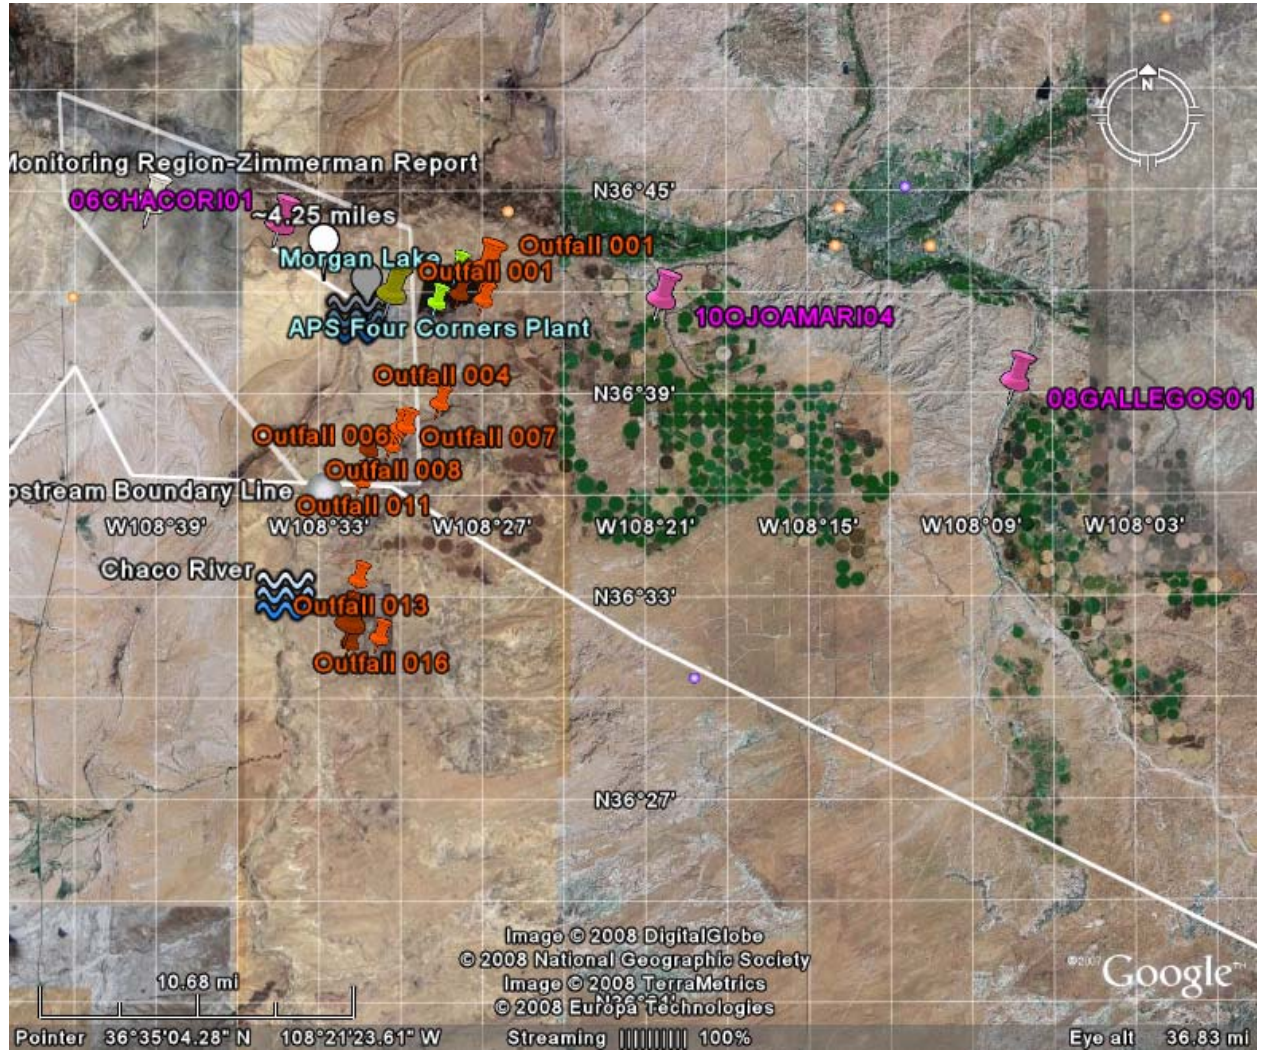 N
Monitoring Region-Zimmerman Report
N36°45'
06CHACORI01
~4.25 miles
Outfall 001
Morgan Lake
Outfall 001
10OJOAMARI04
APS Four Corners Plant
Outfall 004
N36°39'
08GALLEGOS01
Outfall 006
Outfall 007
Outfall 008
pstream Boundary Line
Outfall 011
W108°39'
W108°33'
W108°27'
W108°21'
W108°15'
W108°09'
W108°03'
Chaco River
N36°33'
Outfall 013
Outfall 016
N36°27'
Image © 2008 DigitalGlobe
© 2008 National Geographic Society
Image © 2008 TerraMetrics
© 2008 Europa Technologies
©2007 Google™
10.68 mi
Pointer 36°35'04.28" N 108°21'23.61" W Streaming |||||||||| 100% Eye alt 36.83 mi